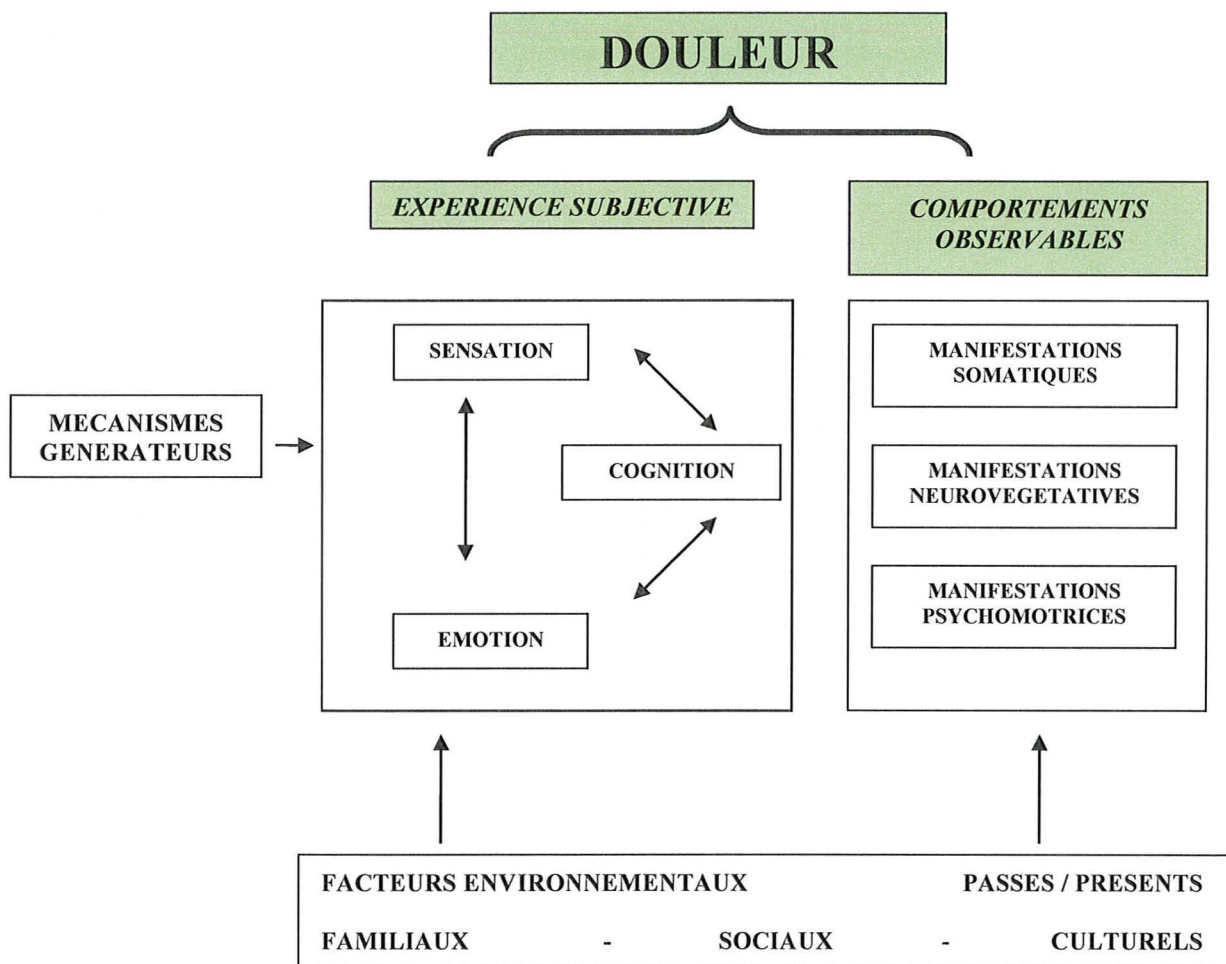 DOULEUR
EXPERIENCE SUBJECTIVE
COMPORTEMENTS
OBSERVABLES
SENSATION
MANIFESTATIONS
SOMATIQUES
MECANISMES
GENERATEURS
COGNITION
MANIFESTATIONS
NEUROVEGETATIVES
EMOTION
MANIFESTATIONS
PSYCHOMOTRICES
FACTEURS ENVIRONNEMENTAUX PASSES / PRESENTS
FAMILIAUX - SOCIAUX - CULTURELS